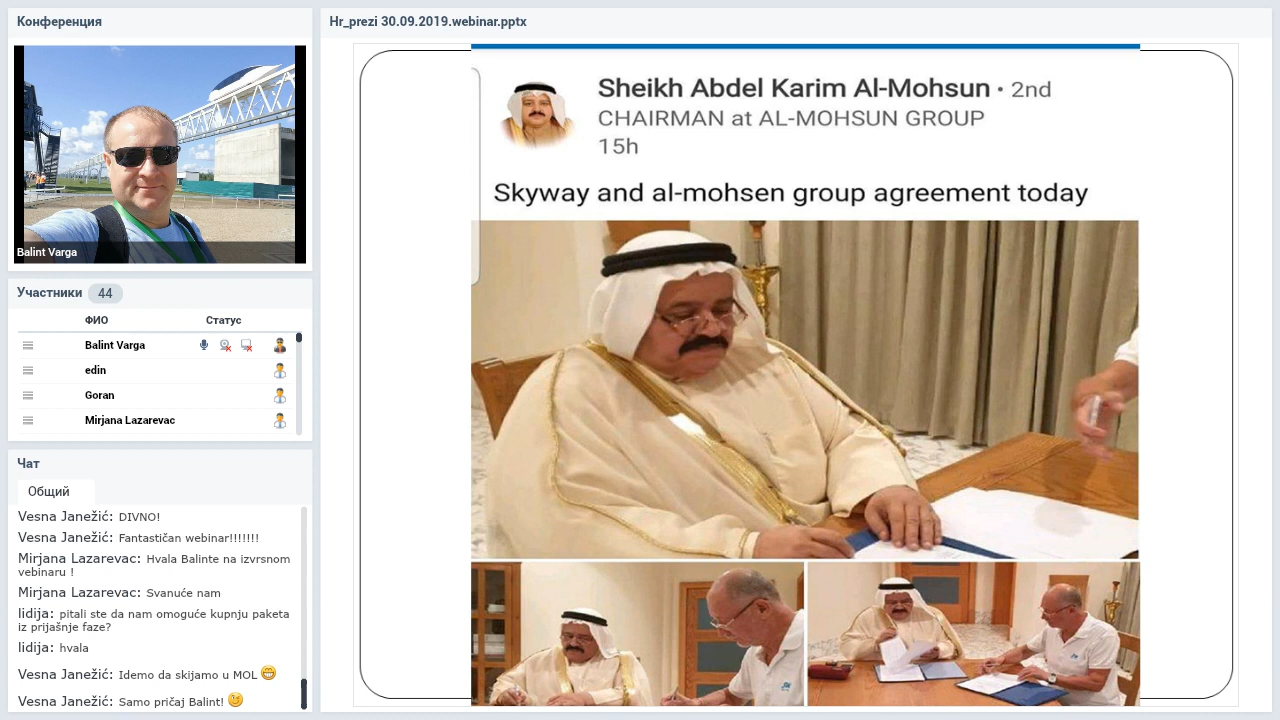 Конференция
Balint Varga
Участники 44
ФИО Статус
Balint Varga
edin
Goran
Mirjana Lazarevac
Чат
Общий
Vesna Janežić: DIVNO!
Vesna Janežić: Fantastičan webinar!!!!!!!
Mirjana Lazarevac: Hvala Balinte na izvrsnom
vebinaru !
Mirjana Lazarevac: Svanuće nam
lidija: pitali ste da nam omoguće kupnju paketa
iz prijašnje faze?
lidija: hvala
Vesna Janežić: Idemo da skijamo u MOL
Vesna Janežić: Samo pričaj Balint!
Hr_prezi 30.09.2019.webinar.pptx
Sheikh Abdel Karim Al-Mohsun • 2nd
CHAIRMAN at AL-MOHSUN GROUP
15h
Skyway and al-mohsen group agreement today